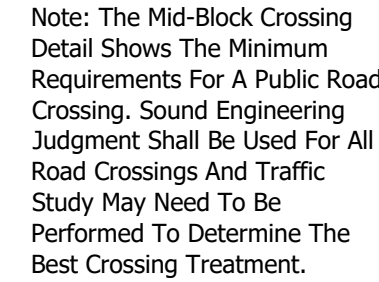 Note: The Mid-Block Crossing
Detail Shows The Minimum
Requirements For A Public Road
Crossing. Sound Engineering
Judgment Shall Be Used For All
Road Crossings And Traffic
Study May Need To Be
Performed To Determine The
Best Crossing Treatment.